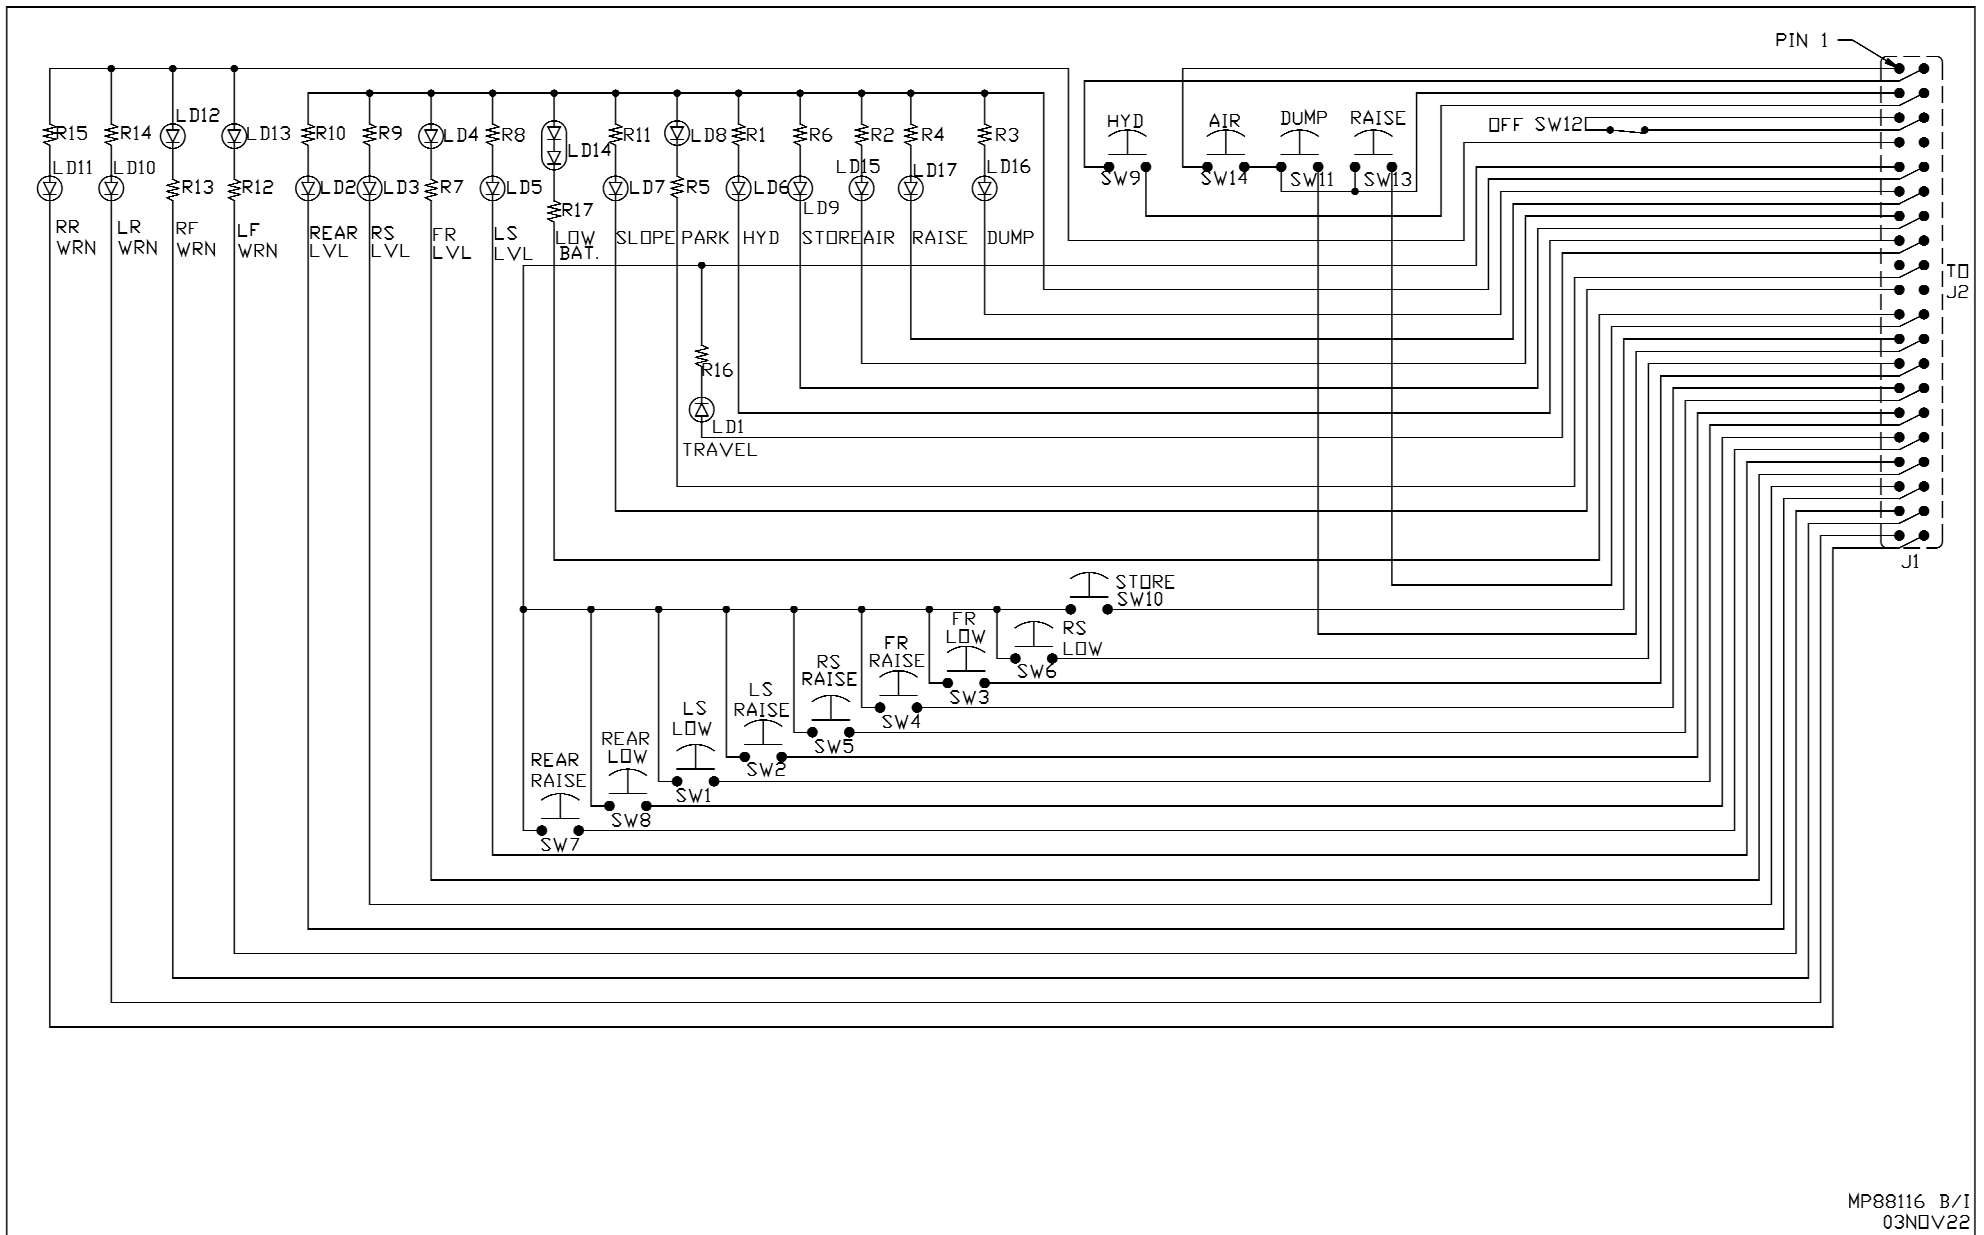 PIN 1
TO
J2
J1
HYD
SW9
AIR
SW14
DUMP
SW11
RAISE
SW13
OFF SW12
R15
LD11
RR
WRN
R14
LD10
LR
WRN
LD12
R13
RF
WRN
LD13
R12
LF
WRN
R10
LD2
REAR
LVL
R9
LD3
RS
LVL
LD4
R7
FR
LVL
R8
LD5
LS
LVL
LD14
R17
LOW
BAT.
R11
LD7
SLOPE
LD8
R5
PARK
R1
LD6
HYD
R6
LD9
STORE
R2
LD15
AIR
R4
LD17
RAISE
R3
LD16
DUMP
R16
LD1
TRAVEL
STORE
SW10
RS
LOW
SW6
FR
LOW
SW3
FR
RAISE
SW4
RS
RAISE
SW5
LS
RAISE
SW2
LS
LOW
SW1
REAR
LOW
SW8
REAR
RAISE
SW7
MP88116 B/I
03NOV22